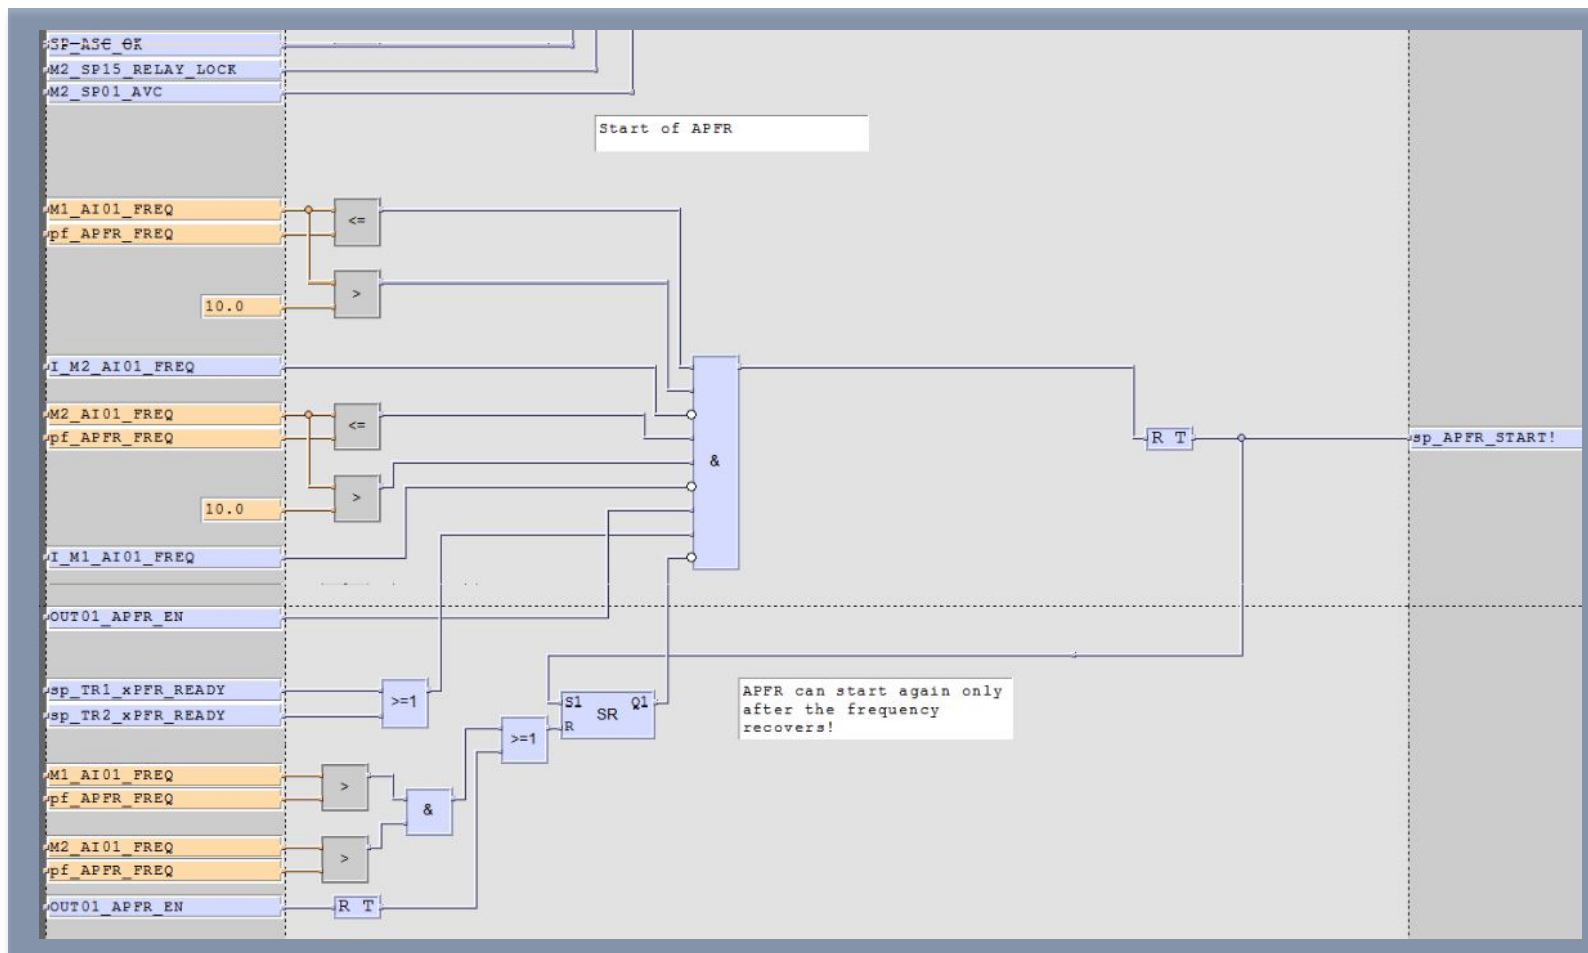 SP-ASC_OK
M2_SP15_RELAY_LOCK
M2_SP01_AVC
Start of APFR
M1_AI01_FREQ
pf_APFR_FREQ
<=
>
10.0
I_M2_AI01_FREQ
M2_AI01_FREQ
pf_APFR_FREQ
<=
R T
sp_APFR_START!
&
>
10.0
I_M1_AI01_FREQ
OUT01_APFR_EN
sp_TR1_xPFR_READY
sp_TR2_xPFR_READY
>=1
S1 Q1
SR
R
>=1
APFR can start again only
after the frequency
recovers!
M1_AI01_FREQ
pf_APFR_FREQ
>
&
M2_AI01_FREQ
pf_APFR_FREQ
>
OUT01_APFR_EN
R T